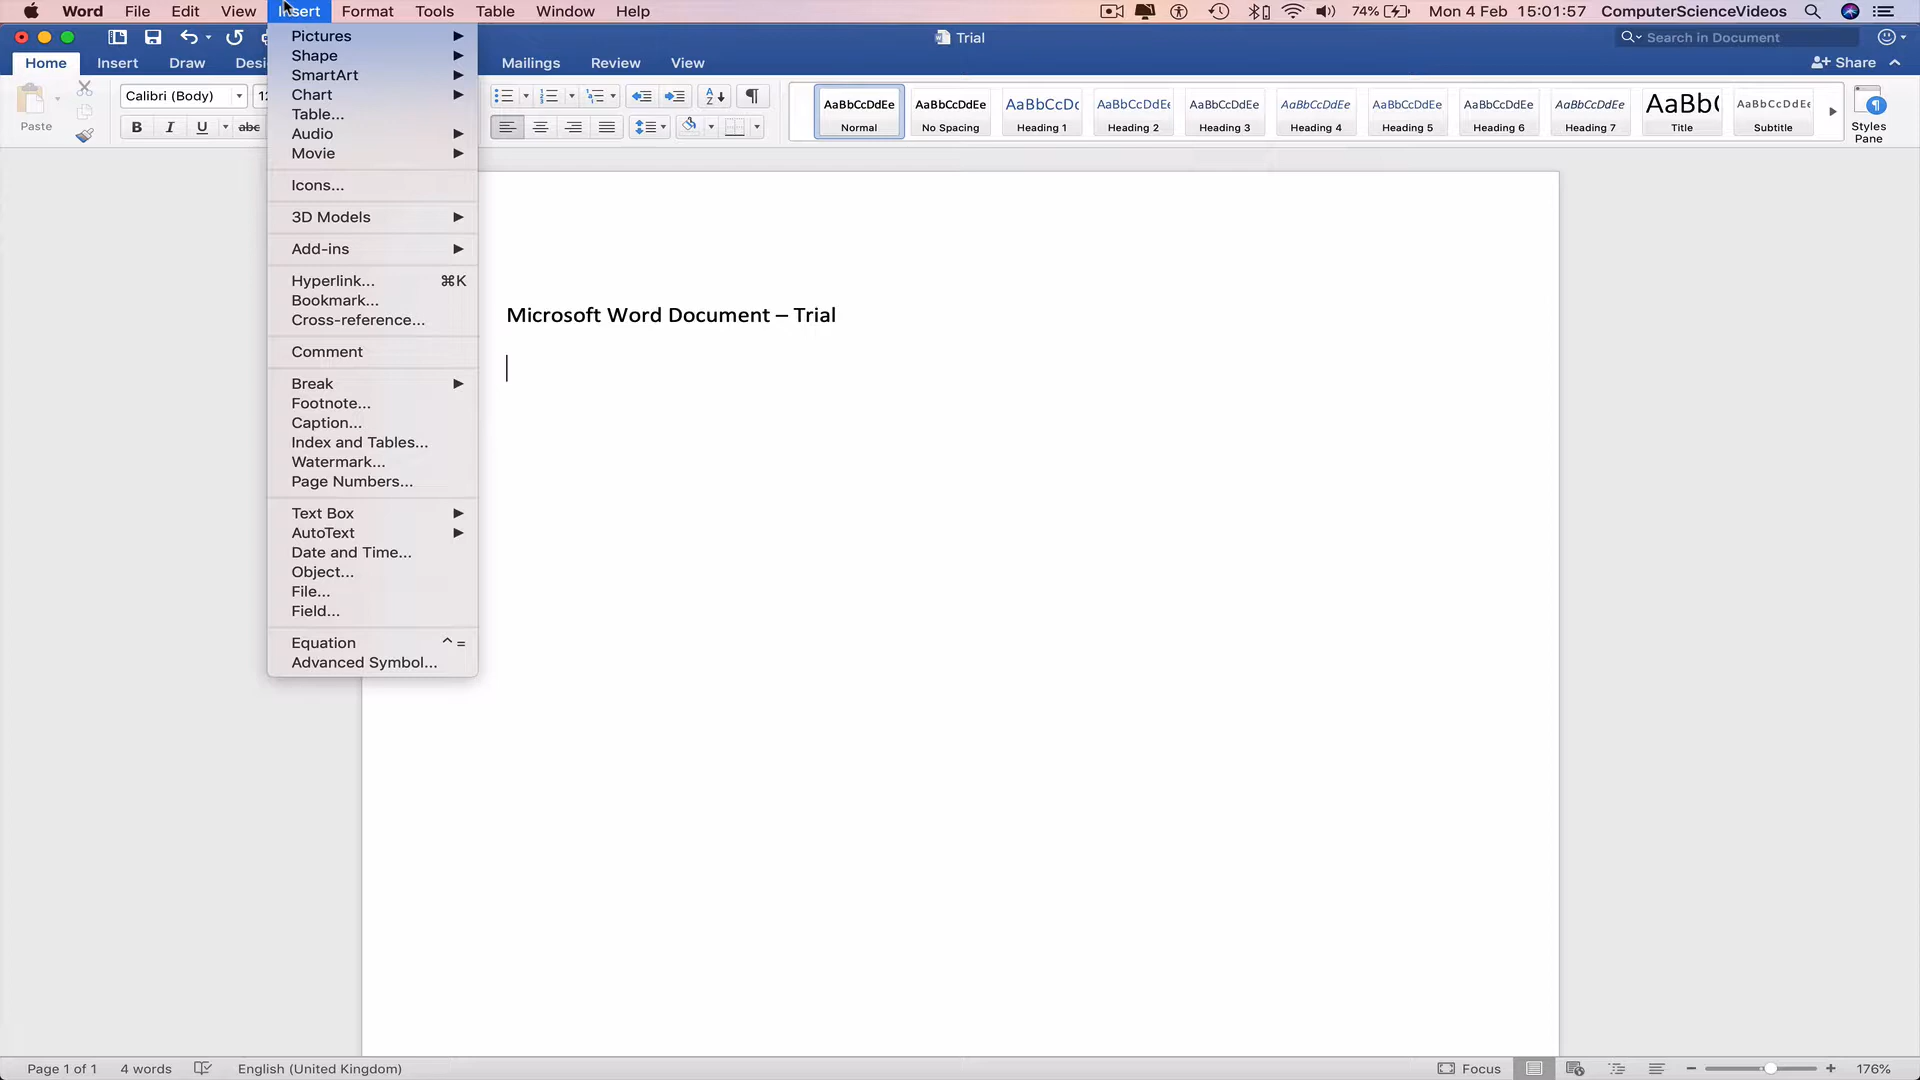 Word File Edit View Insert Format Tools Table Window Help 74% Mon 4 Feb 15:01:57 ComputerScienceVideos
Trial Search in Document
Home Insert Draw Mailings Review View Share
Paste
Calibri (Body)
abc
AaBbCcDdEe AaBbCcDdEe AaBbCcDdEe AaBbCcDdEe AaBbCcDdEe AaBbCcDdEe AaBbCcDdEe
Normal No Spacing Heading 1 Heading 2 Heading 3 Heading 4 Heading 5 Heading 6 Heading 7 Title Subtitle
Styles
Pane
Pictures
Shape
SmartArt
Chart
Table...
Audio
Movie
Icons...
3D Models
Add-ins
Hyperlink... ⌘K
Bookmark...
Cross-reference...
Comment
Break
Footnote...
Caption...
Index and Tables...
Watermark...
Page Numbers...
Text Box
AutoText
Date and Time...
Object...
File...
Field...
Equation ^ =
Advanced Symbol...
Microsoft Word Document – Trial
Page 1 of 1 4 words English (United Kingdom) Focus 176%